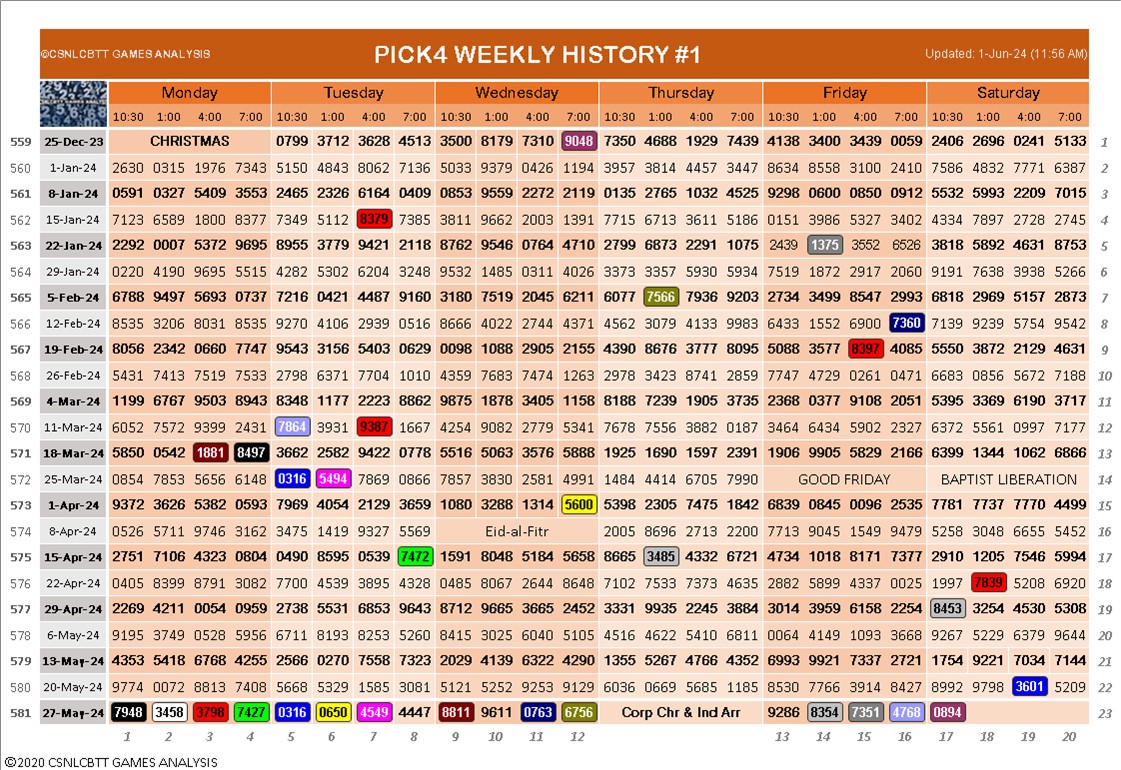 ©CSNLCBTT GAMES ANALYSIS PICK4 WEEKLY HISTORY #1 Updated: 1-Jun-24 (11:56 AM)
Monday Tuesday Wednesday Thursday Friday Saturday
10:30 1:00 4:00 7:00 10:30 1:00 4:00 7:00 10:30 1:00 4:00 7:00 10:30 1:00 4:00 7:00 10:30 1:00 4:00 7:00 10:30 1:00 4:00 7:00
559 25-Dec-23 CHRISTMAS 0799 3712 3628 4513 3500 8179 7310 9048 7350 4688 1929 7439 4138 3400 3439 0059 2406 2696 0241 5133 1
560 1-Jan-24 2630 0315 1976 7343 5150 4843 8062 7136 5033 9379 0426 1194 3957 3814 4457 3447 8634 8558 3100 2410 7586 4832 7771 6387 2
561 8-Jan-24 0591 0327 5409 3553 2465 2326 6164 0409 0853 9559 2272 2119 0135 2765 1032 4525 9298 0600 0850 0912 5532 5993 2209 7015 3
562 15-Jan-24 7123 6589 1800 8377 7349 5112 8379 7385 3811 9662 2003 1391 7715 6713 3611 5186 0151 3986 5327 3402 4334 7897 2728 2745 4
563 22-Jan-24 2292 0007 5372 9695 8955 3779 9421 2118 8762 9546 0764 4710 2799 6873 2291 1075 2439 1375 3552 6526 3818 5892 4631 8753 5
564 29-Jan-24 0220 4190 9695 5515 4282 5302 6204 3248 9532 1485 0311 4026 3373 3357 5930 5934 7519 1872 2917 2060 9191 7638 3938 5266 6
565 5-Feb-24 6788 9497 5693 0737 7216 0421 4487 9160 3180 7519 2045 6211 6077 7566 7936 9203 2734 3499 8547 2993 6818 2969 5157 2873 7
566 12-Feb-24 8535 3206 8031 8535 9270 4106 2939 0516 8666 4022 2744 4371 4562 3079 4133 9983 6433 1552 6900 7360 7139 9239 5754 9542 8
567 19-Feb-24 8056 2342 0660 7747 9543 3156 5403 0629 0098 1088 2905 2155 4390 8676 3777 8095 5088 3577 8397 4085 5550 3872 2129 4631 9
568 26-Feb-24 5431 7413 7519 7533 2798 6371 7704 1010 4359 7683 7474 1263 2978 3423 8741 2859 7747 4729 0261 0471 6683 0856 5672 7188 10
569 4-Mar-24 1199 6767 9503 8943 8348 1177 2223 8862 9875 1878 3405 1158 8188 7239 1905 3735 2368 0377 9108 2051 5395 3369 6190 3717 11
570 11-Mar-24 6052 7572 9399 2431 7864 3931 9387 1667 4254 9082 2779 5341 7678 7556 3882 0187 3464 6434 5902 2327 6372 5561 0997 7177 12
571 18-Mar-24 5850 0542 1881 8497 3662 2582 9422 0778 5516 5063 3576 5888 1925 1690 1597 2391 1906 9905 5829 2166 6399 1344 1062 6866 13
572 25-Mar-24 0854 7853 5656 6148 0316 5494 7869 0866 7857 3830 2581 4991 1484 4414 6705 7990 GOOD FRIDAY BAPTIST LIBERATION 14
573 1-Apr-24 9372 3626 5382 0593 7969 4054 2129 3659 1080 3288 1314 5600 5398 2305 7475 1842 6839 0845 0096 2535 7781 7737 7770 4499 15
574 8-Apr-24 0526 5711 9746 3162 3475 1419 9327 5569 Eid-al-Fitr 2005 8696 2713 2200 7713 9045 1549 9479 5258 3048 6655 5452 16
575 15-Apr-24 2751 7106 4323 0804 0490 8595 0539 7472 1591 8048 5184 5658 8665 3485 4332 6721 4734 1018 8171 7377 2910 1205 7546 5994 17
576 22-Apr-24 0405 8399 8791 3082 7700 4539 3895 4328 0485 8067 2644 8648 7102 7533 7373 4635 2882 5899 4337 0025 1997 7839 5208 6920 18
577 29-Apr-24 2269 4211 0054 0959 2738 5531 6853 9643 8712 9665 3665 2452 3331 9935 2245 3884 3014 3959 6158 2254 8453 3254 4530 5308 19
578 6-May-24 9195 3749 0528 5956 6711 8193 8253 5260 8415 3025 6040 5105 4516 4622 5410 6811 0064 4149 1093 3668 9267 5229 6379 9644 20
579 13-May-24 4353 5418 6768 4255 2566 0270 7558 7323 2029 4139 6322 4290 1355 5267 4766 4352 6993 9921 7337 2721 1754 9221 7034 7144 21
580 20-May-24 9774 0072 8813 7408 5668 5329 1585 3081 5121 5252 9253 9129 6036 0669 5685 1185 8530 7766 3914 8427 8992 9798 3601 5209 22
581 27-May-24 7948 3458 3798 7427 0316 0650 4549 4447 8811 9611 0763 6756 Corp Chr & Ind Arr 9286 8354 7351 4768 0894 23
1 2 3 4 5 6 7 8 9 10 11 12 13 14 15 16 17 18 19 20
©2020 CSNLCBTT GAMES ANALYSIS